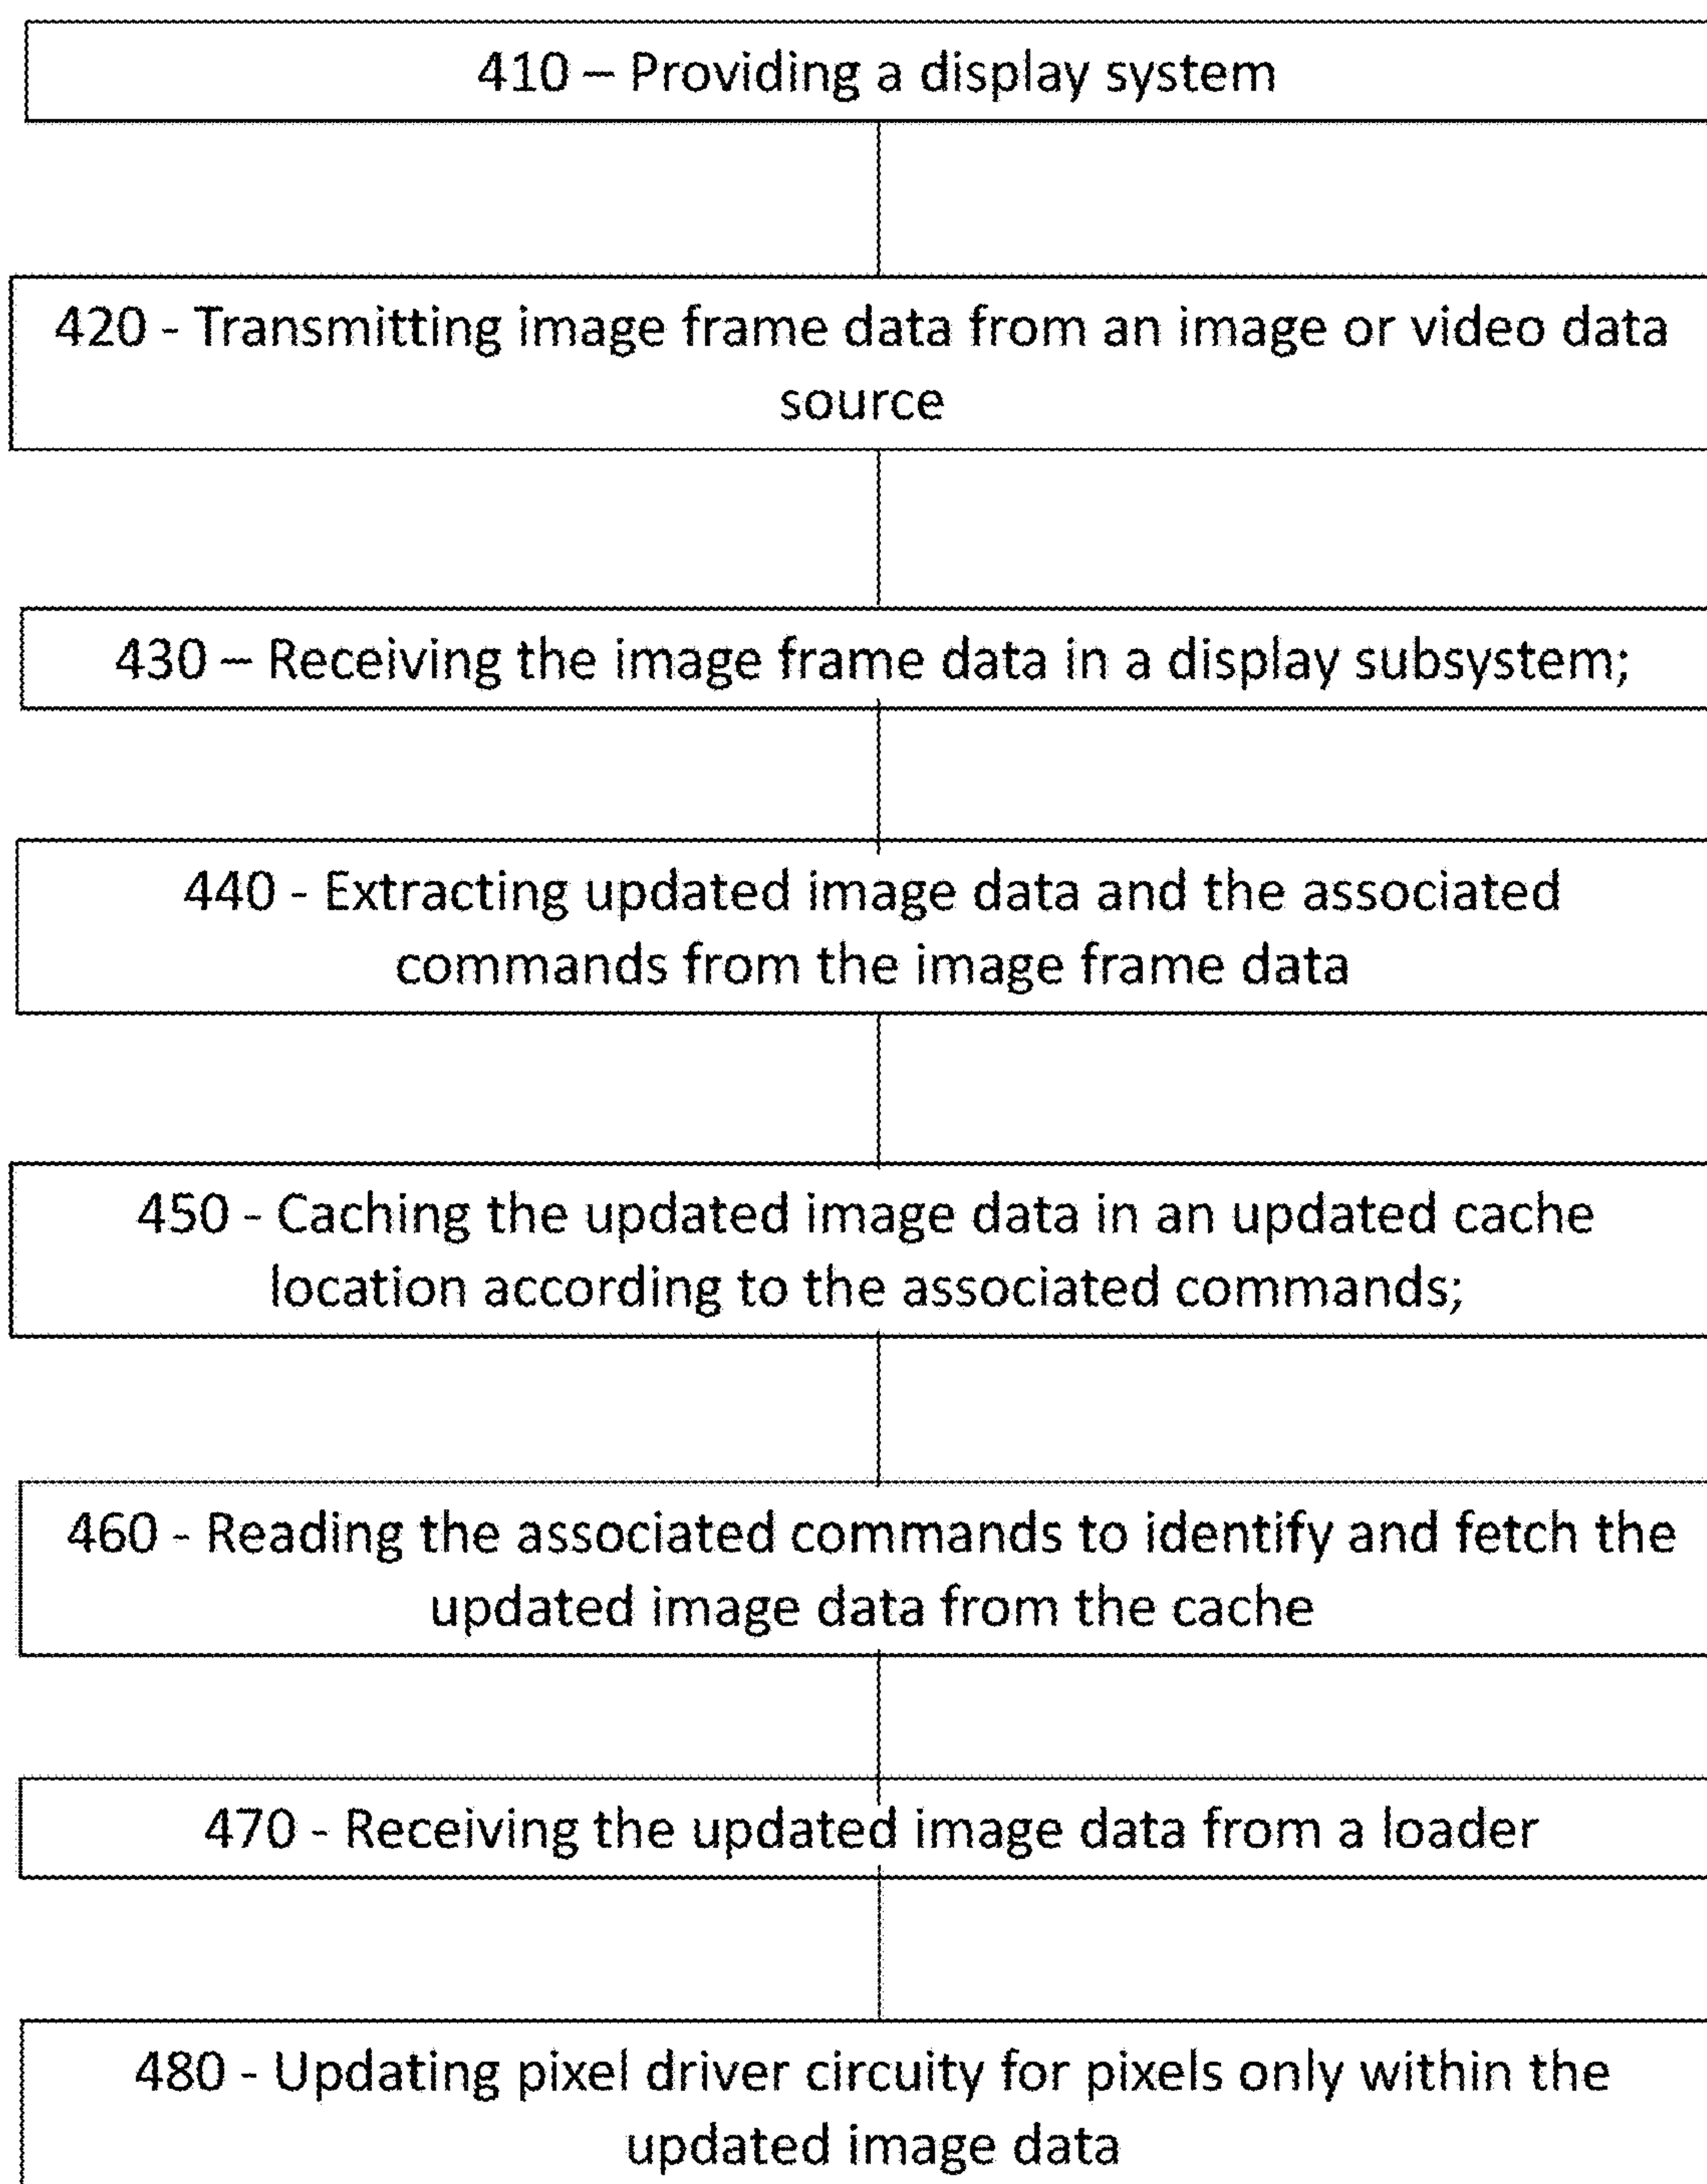 410 – Providing a display system
420 - Transmitting image frame data from an image or video data
source
430 – Receiving the image frame data in a display subsystem;
440 - Extracting updated image data and the associated
commands from the image frame data
450 - Caching the updated image data in an updated cache
location according to the associated commands;
460 - Reading the associated commands to identify and fetch the
updated image data from the cache
470 - Receiving the updated image data from a loader
480 - Updating pixel driver circuity for pixels only within the
updated image data